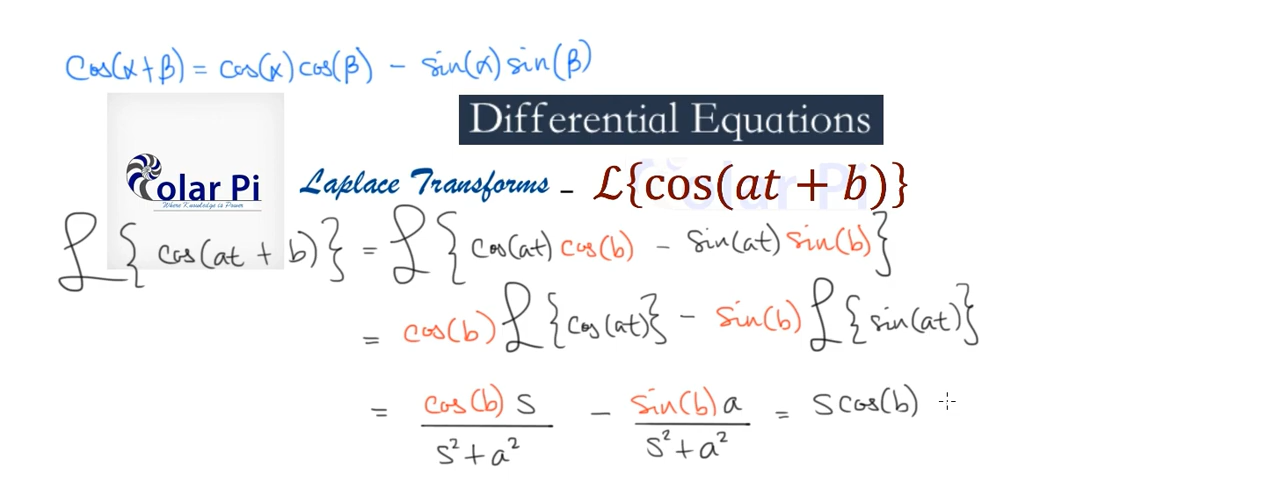 Cos(α+β) = cos(α)cos(β) - sin(α)sin(β)
Differential Equations
Colar Pi
Where Knowledge is Power
Laplace Transforms - ℒ{cos(at + b)}
ℒ{cos(at + b)} = ℒ{cos(at)cos(b) - sin(at)sin(b)}
= cos(b)ℒ{cos(at)} - sin(b)ℒ{sin(at)}
= cos(b) s / s²+a² - sin(b) a / s²+a² = s cos(b)